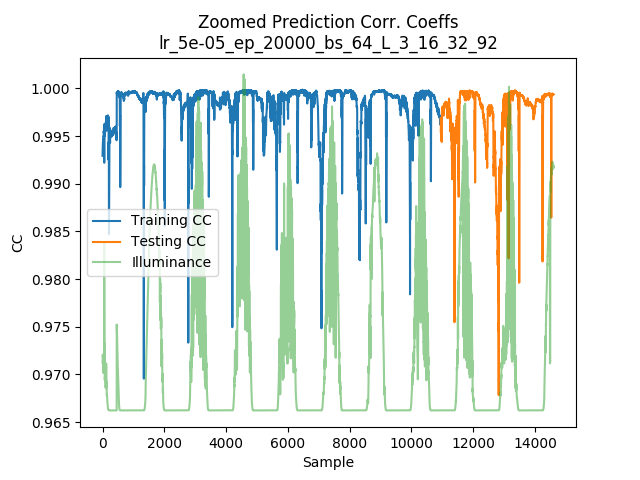 Zoomed Prediction Corr. Coeffs
lr_5e-05_ep_20000_bs_64_L_3_16_32_92
1.000
0.995
0.990
0.985
0.980
0.975
0.970
0.965
CC
Training CC
Testing CC
Illuminance
0 2000 4000 6000 8000 10000 12000 14000
Sample